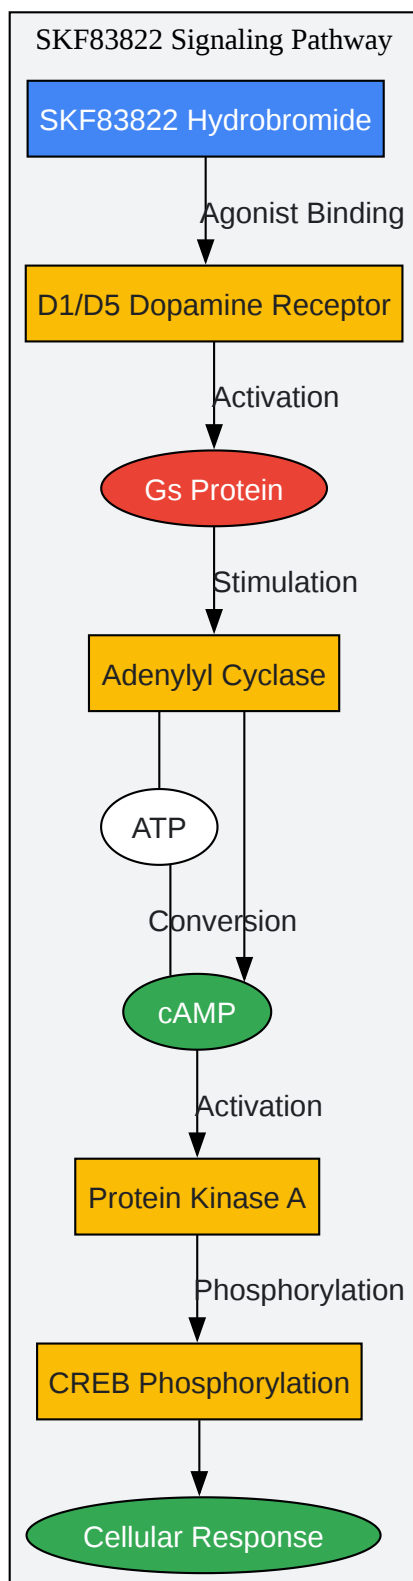 SKF83822 Signaling Pathway
SKF83822 Hydrobromide
Agonist Binding
D1/D5 Dopamine Receptor
Activation
Gs Protein
Stimulation
Adenylyl Cyclase
ATP
Conversion
cAMP
Activation
Protein Kinase A
Phosphorylation
CREB Phosphorylation
Cellular Response